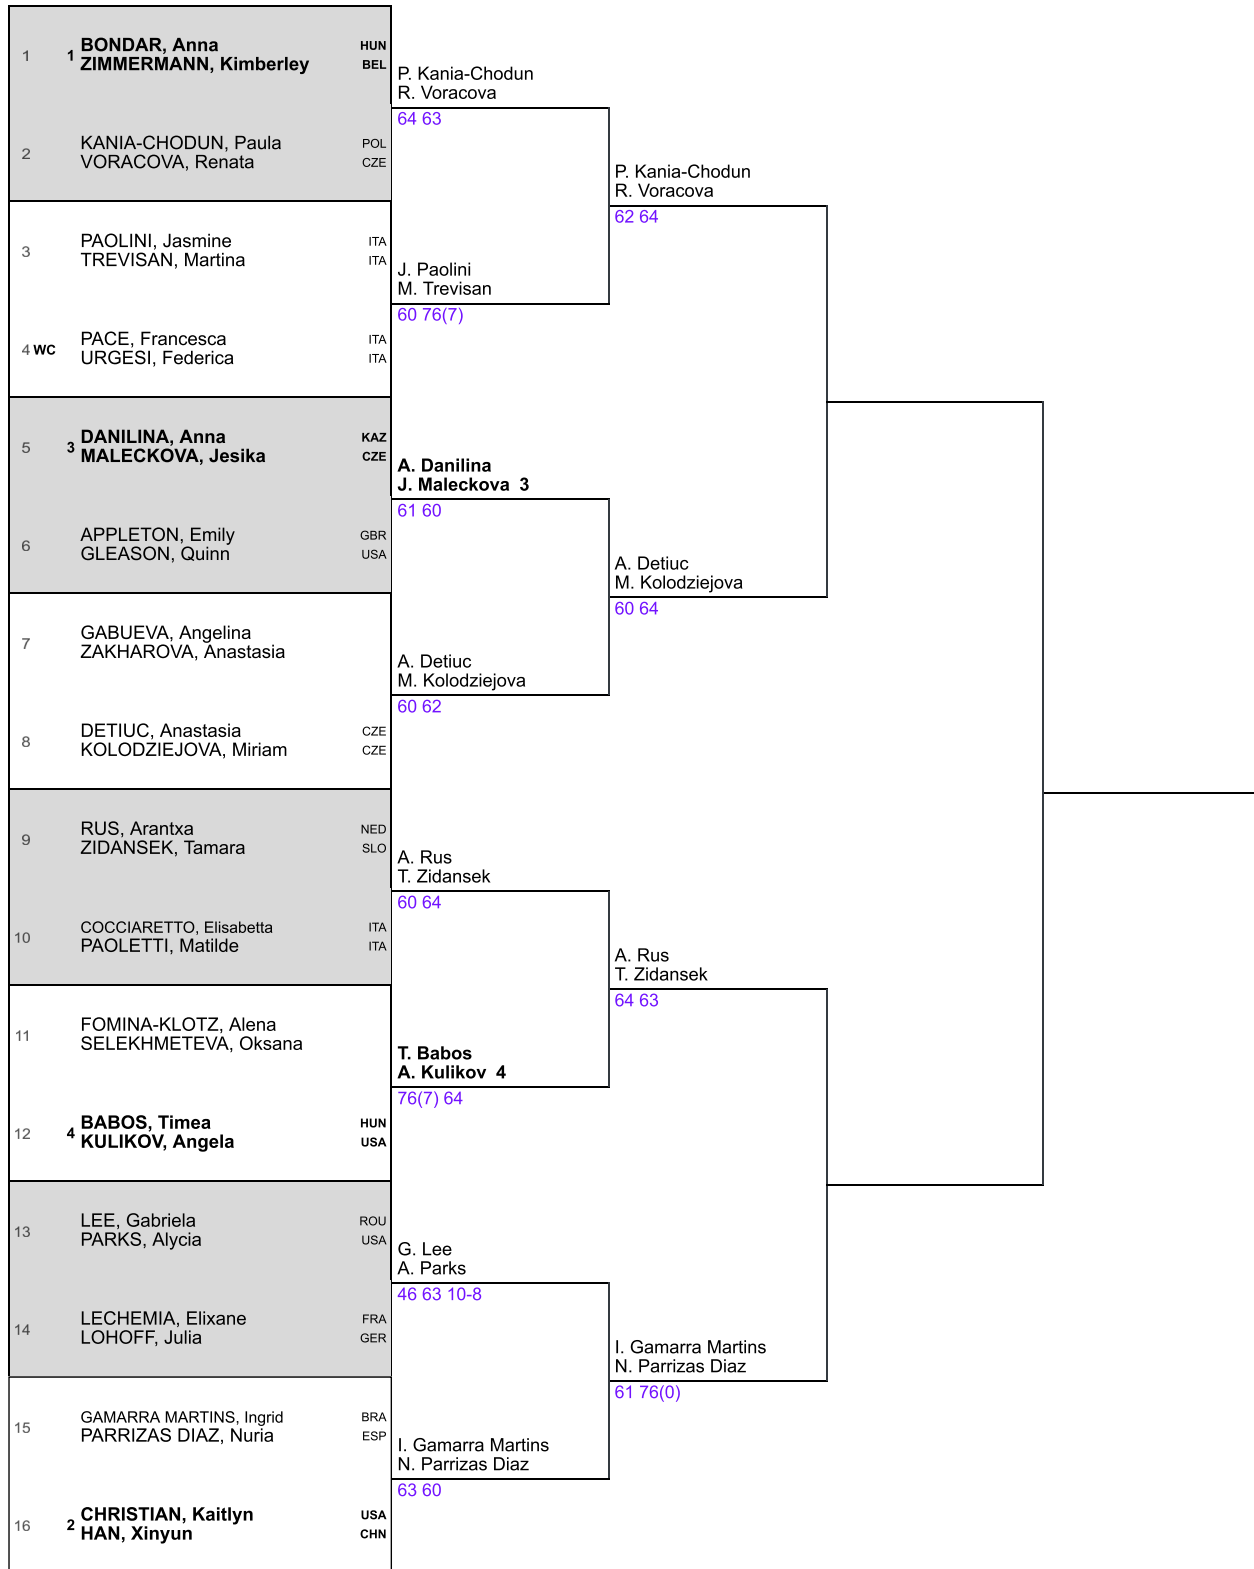 1 1 BONDAR, Anna HUN
ZIMMERMANN, Kimberley BEL
2 KANIA-CHODUN, Paula POL
VORACOVA, Renata CZE
3 PAOLINI, Jasmine ITA
TREVISAN, Martina ITA
4 WC PACE, Francesca ITA
URGESI, Federica ITA
5 3 DANILINA, Anna KAZ
MALECKOVA, Jesika CZE
6 APPLETON, Emily GBR
GLEASON, Quinn USA
7 GABUEVA, Angelina
ZAKHAROVA, Anastasia
8 DETIUC, Anastasia CZE
KOLODZIEJOVA, Miriam CZE
9 RUS, Arantxa NED
ZIDANSEK, Tamara SLO
10 COCCIARETTO, Elisabetta ITA
PAOLETTI, Matilde ITA
11 FOMINA-KLOTZ, Alena
SELEKHMETEVA, Oksana
12 4 BABOS, Timea HUN
KULIKOV, Angela USA
13 LEE, Gabriela ROU
PARKS, Alycia USA
14 LECHEMIA, Elixane FRA
LOHOFF, Julia GER
15 GAMARRA MARTINS, Ingrid BRA
PARRIZAS DIAZ, Nuria ESP
16 2 CHRISTIAN, Kaitlyn USA
HAN, Xinyun CHN
P. Kania-Chodun
R. Voracova
64 63
J. Paolini
M. Trevisan
60 76(7)
A. Danilina
J. Maleckova 3
61 60
A. Detiuc
M. Kolodziejova
60 62
A. Rus
T. Zidansek
60 64
T. Babos
A. Kulikov 4
76(7) 64
G. Lee
A. Parks
46 63 10-8
I. Gamarra Martins
N. Parrizas Diaz
63 60
P. Kania-Chodun
R. Voracova
62 64
A. Detiuc
M. Kolodziejova
60 64
A. Rus
T. Zidansek
64 63
I. Gamarra Martins
N. Parrizas Diaz
61 76(0)